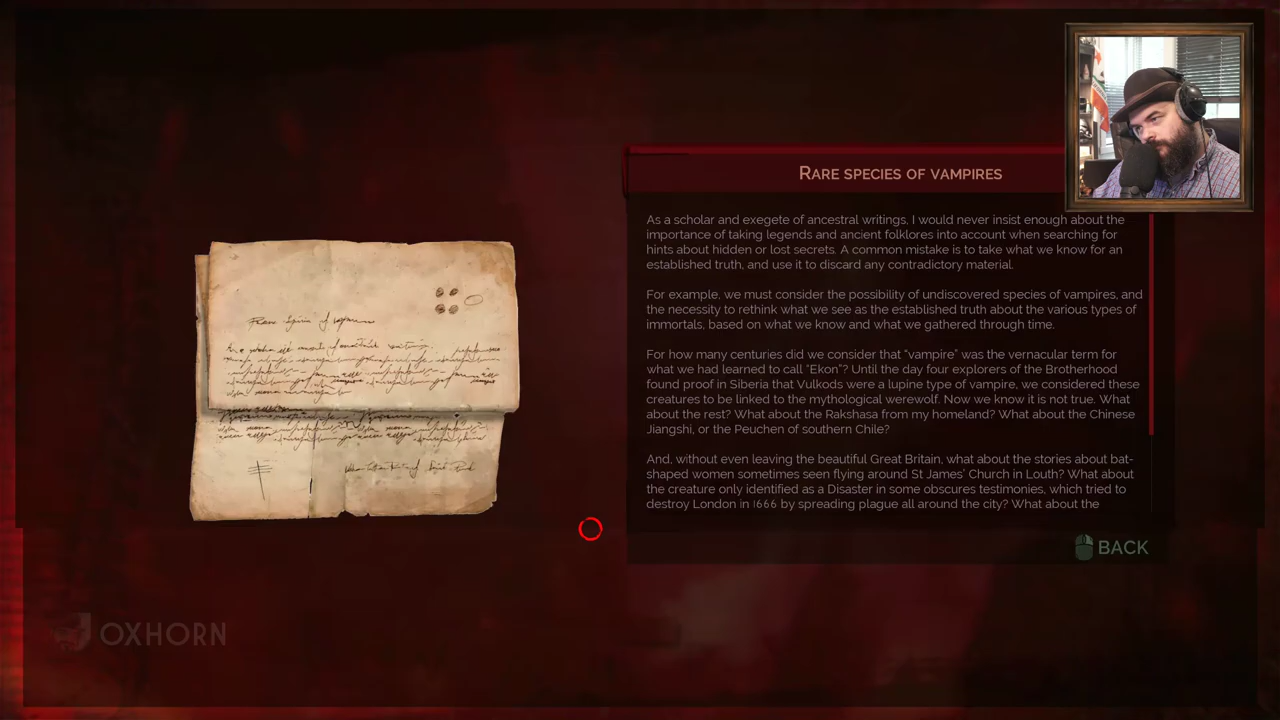 RARE SPECIES OF VAMPIRES
As a scholar and exegete of ancestral writings, I would never insist enough about the
importance of taking legends and ancient folklores into account when searching for
hints about hidden or lost secrets. A common mistake is to take what we know for an
established truth, and use it to discard any contradictory material.
For example, we must consider the possibility of undiscovered species of vampires, and
the necessity to rethink what we see as the established truth about the various types of
immortals, based on what we know and what we gathered through time.
For how many centuries did we consider that "vampire" was the vernacular term for
what we had learned to call "Ekon"? Until the day four explorers of the Brotherhood
found proof in Siberia that Vulkods were a lupine type of vampire, we considered these
creatures to be linked to the mythological werewolf. Now we know it is not true. What
about the rest? What about the Rakshasa from my homeland? What about the Chinese
Jiangshi, or the Peuchen of southern Chile?
And, without even leaving the beautiful Great Britain, what about the stories about bat-
shaped women sometimes seen flying around St James' Church in Louth? What about
the creature only identified as a Disaster in some obscures testimonies, which tried to
destroy London in 1666 by spreading plague all around the city? What about the
BACK
OXHORN